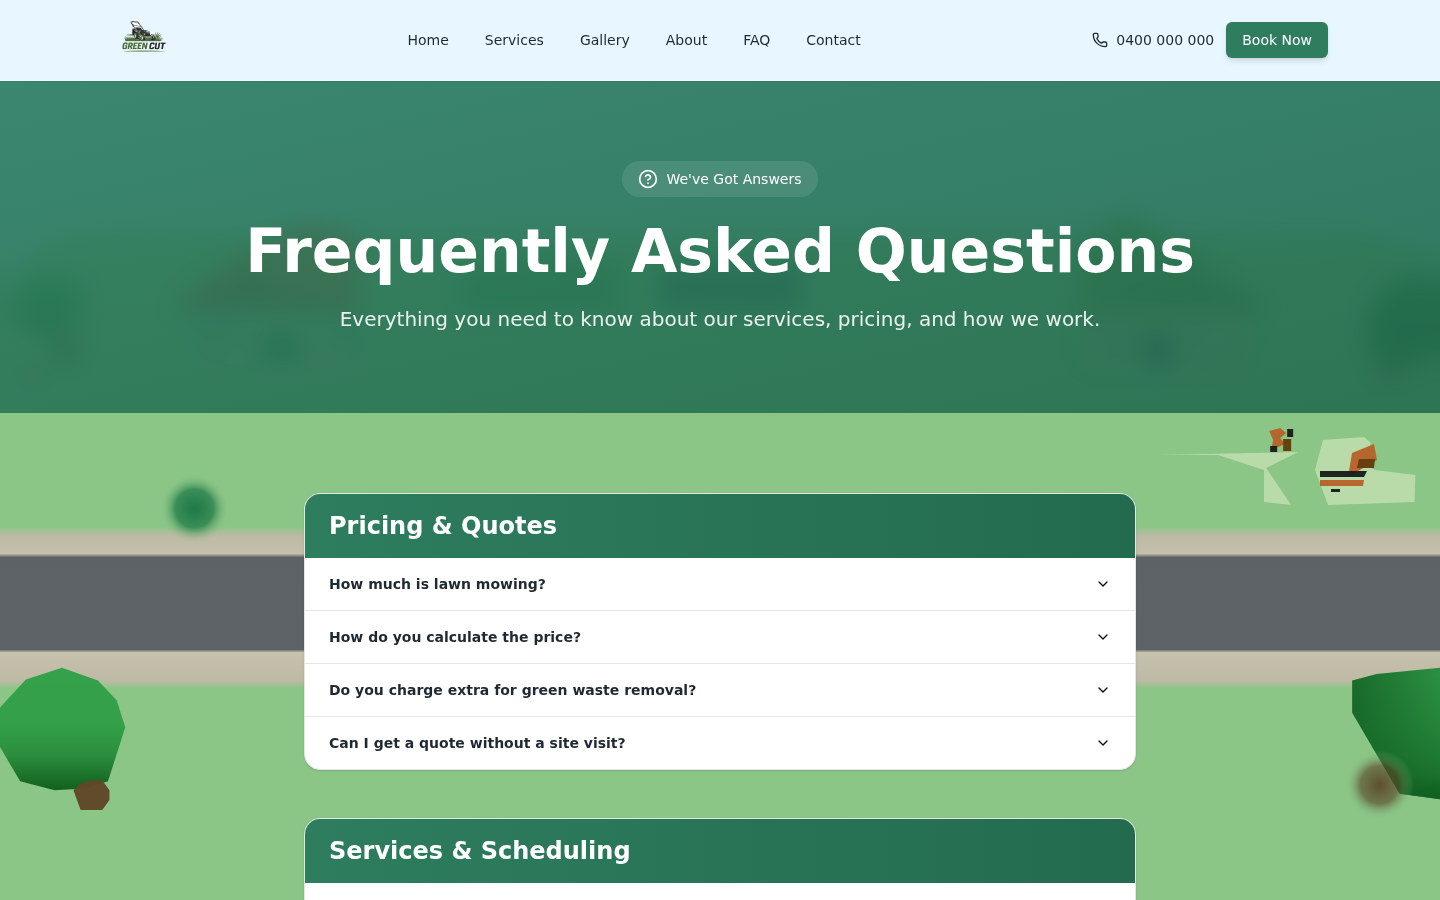 GREEN CUT
Home
Services
Gallery
About
FAQ
Contact
0400 000 000
Book Now
We've Got Answers
Frequently Asked Questions
Everything you need to know about our services, pricing, and how we work.
Pricing & Quotes
How much is lawn mowing?
How do you calculate the price?
Do you charge extra for green waste removal?
Can I get a quote without a site visit?
Services & Scheduling